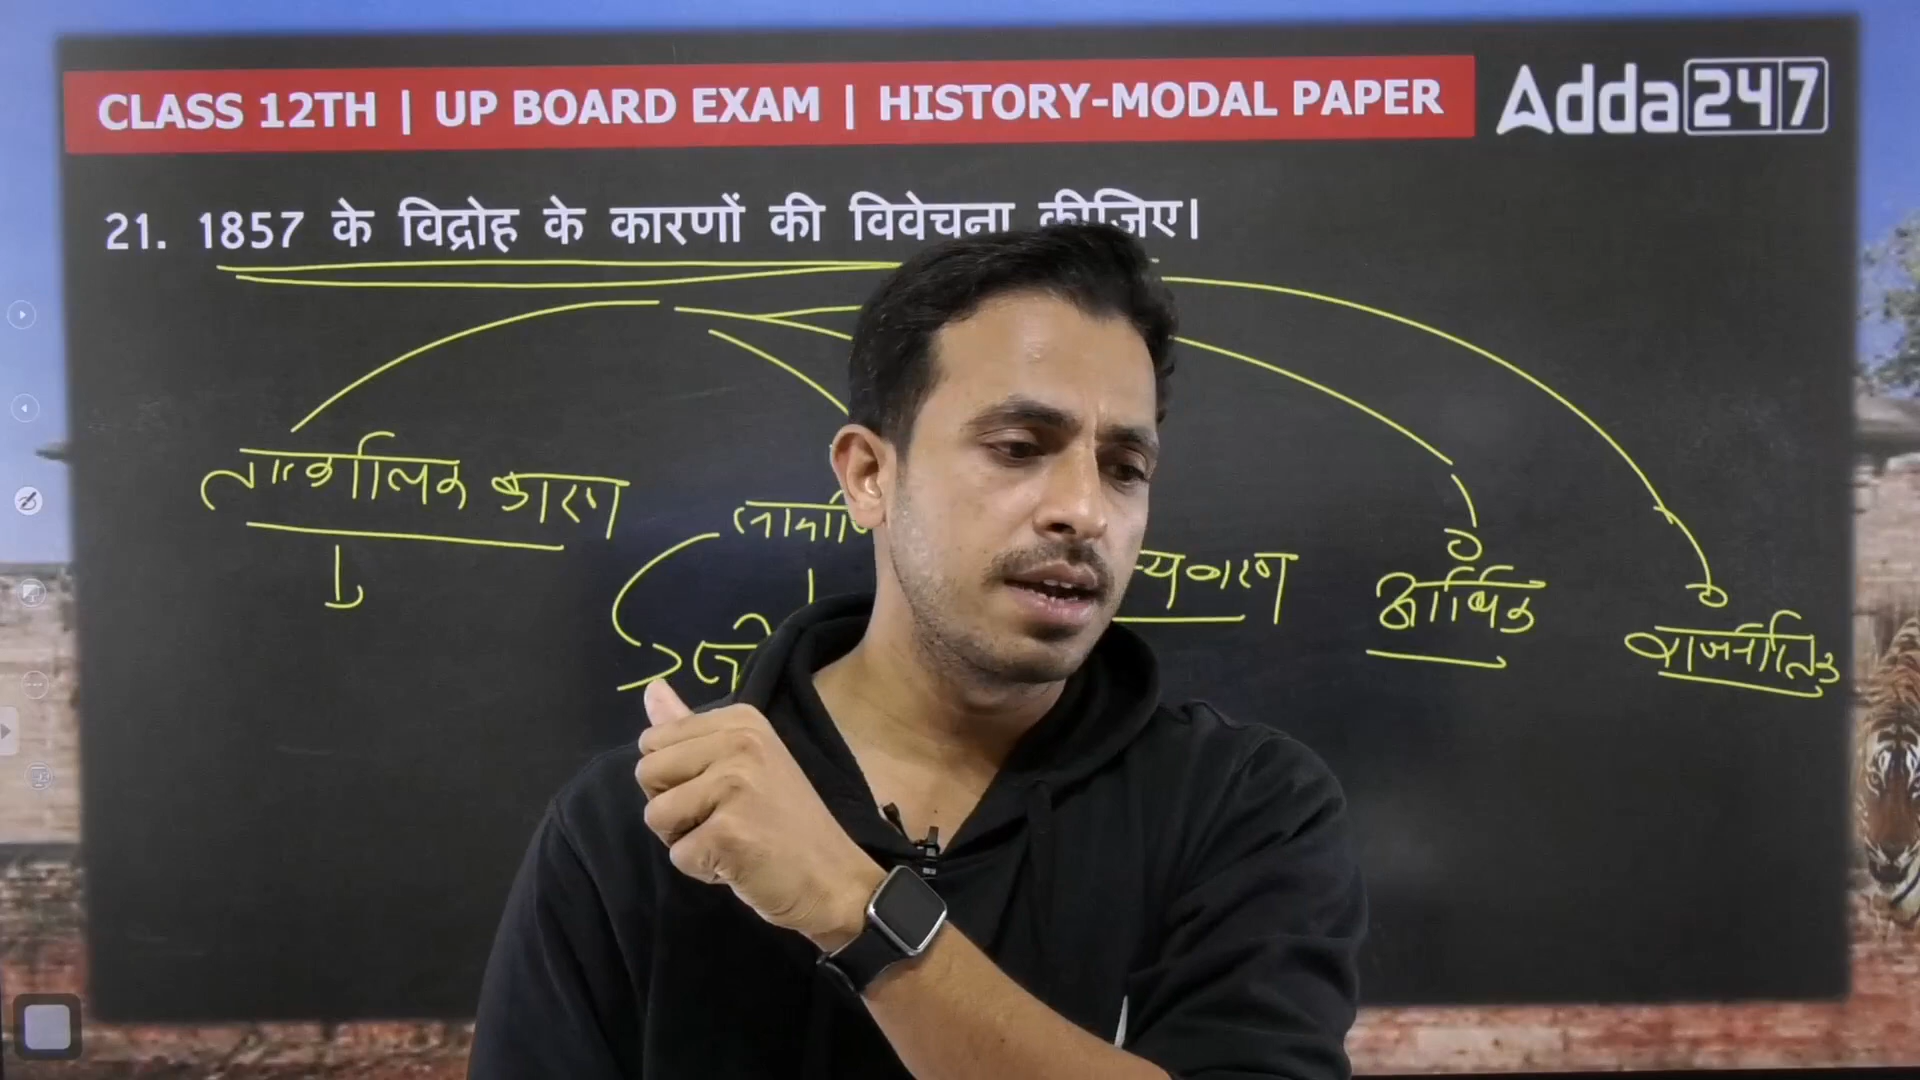 CLASS 12TH | UP BOARD EXAM | HISTORY-MODAL PAPER
Adda247
21. 1857 के विद्रोह के कारणों की विवेचना कीजिए।
तात्कालिक कारण
आर्थिक
राजनीतिक